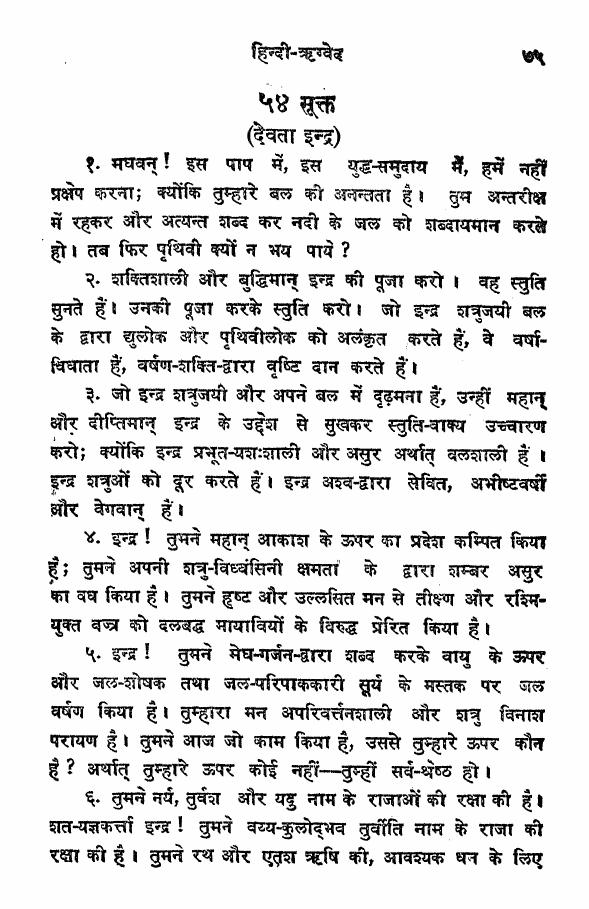 हिन्दी-ऋग्वेद ७५
५४ सूक्त
(देवता इन्द्र)
१. मघवन् ! इस पाप में, इस युद्ध-समुदाय में, हमें नहीं
प्रक्षेप करना; क्योंकि तुम्हारे बल की अनन्तता है। तुम अन्तरीक्ष
में रहकर और अत्यन्त शब्द कर नदी के जल को शब्दायमान करते
हो। तब फिर पृथिवी क्यों न भय पाये ?
२. शक्तिशाली और बुद्धिमान् इन्द्र की पूजा करो। वह स्तुति
सुनते हैं। उनकी पूजा करके स्तुति करो। जो इन्द्र शत्रुजयी बल
के द्वारा द्युलोक और पृथिवीलोक को अलंकृत करते हैं, वे वर्षा-
विधाता हैं, वर्षण-शक्ति-द्वारा वृष्टि दान करते हैं।
३. जो इन्द्र शत्रुजयी और अपने बल में दृढ़मना हैं, उन्हीं महान्
और दीप्तिमान् इन्द्र के उद्देश से सुखकर स्तुति-वाक्य उच्चारण
करो; क्योंकि इन्द्र प्रभूत-यशःशाली और असुर अर्थात् बलशाली हैं।
इन्द्र शत्रुओं को दूर करते हैं। इन्द्र अश्व-द्वारा सेवित, अभीष्टवर्षी
और वेगवान् हैं।
४. इन्द्र ! तुमने महान् आकाश के ऊपर का प्रदेश कम्पित किया
है; तुमने अपनी शत्रु-विध्वंसिनी क्षमता के द्वारा शम्बर असुर
का वध किया है। तुमने हृष्ट और उल्लसित मन से तीक्ष्ण और रश्मि-
युक्त वज्र को दलबद्ध मायावियों के विरुद्ध प्रेरित किया है।
५. इन्द्र ! तुमने मेघ-गर्जन-द्वारा शब्द करके वायु के ऊपर
और जल-शोषक तथा जल-परिपाककारी सूर्य के मस्तक पर जल
वर्षण किया है। तुम्हारा मन अपरिवर्त्तनशाली और शत्रु विनाश
परायण है। तुमने आज जो काम किया है, उससे तुम्हारे ऊपर कौन
है ? अर्थात् तुम्हारे ऊपर कोई नहीं—तुम्हीं सर्व-श्रेष्ठ हो।
६. तुमने नर्य, तुर्वश और यदु नाम के राजाओं की रक्षा की है।
शत-यज्ञकर्त्ता इन्द्र ! तुमने वय्य-कुलोद्भव तुर्वीति नाम के राजा की
रक्षा की है। तुमने रथ और एतश ऋषि की, आवश्यक धन के लिए